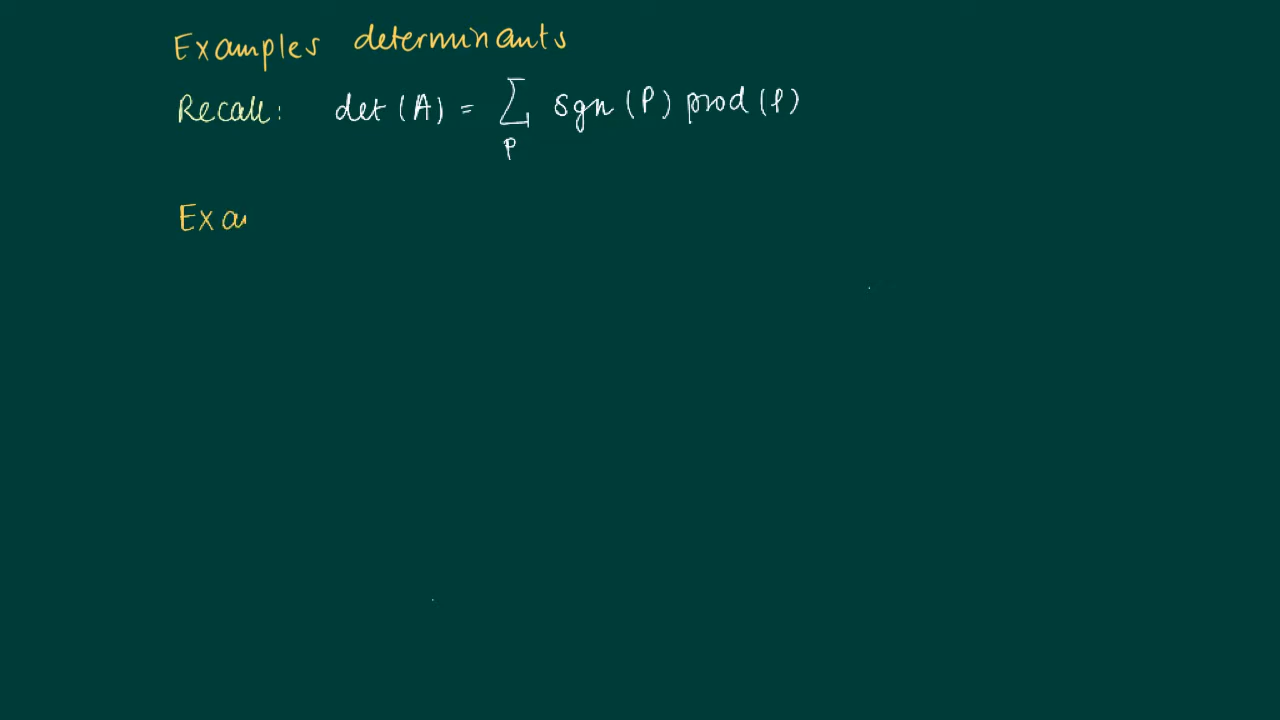 Examples determinants
Recall: det (A) = ∑ sgn (P) prod (P)
P
Exa